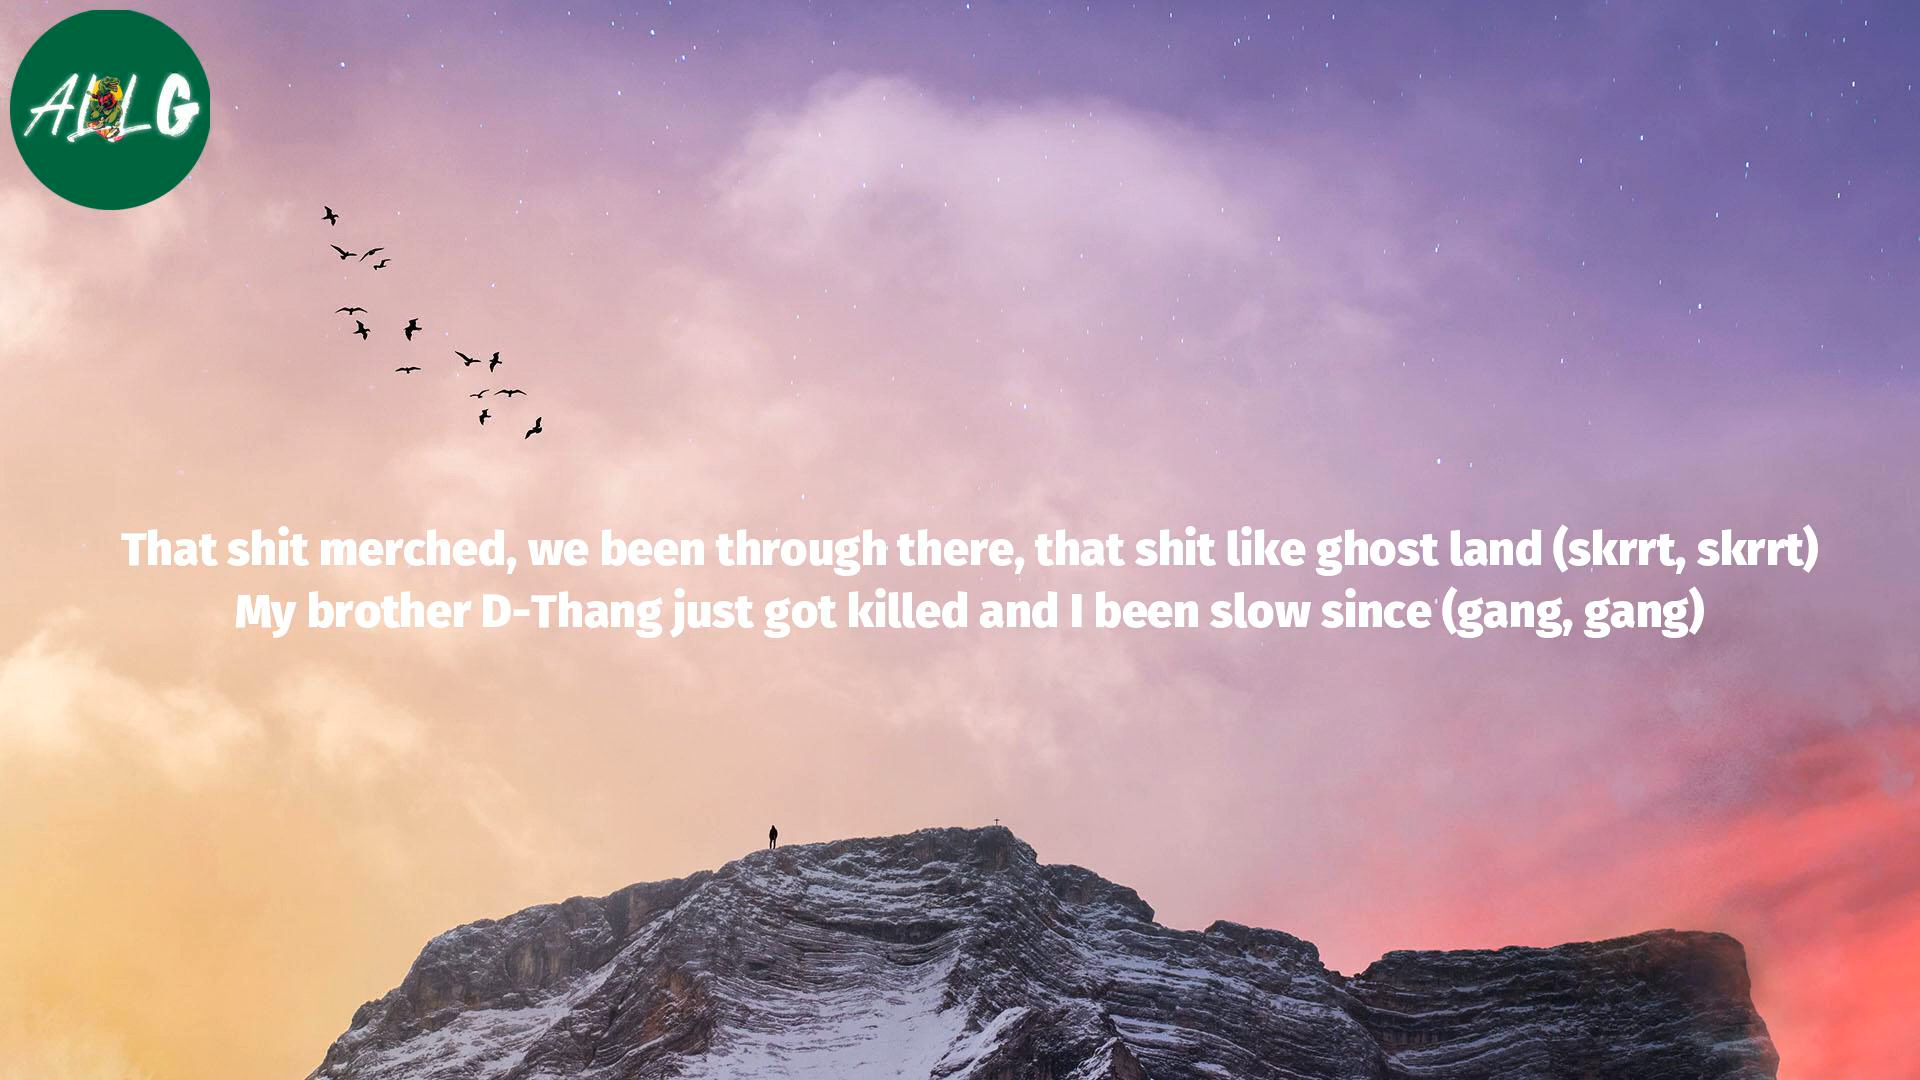 ALLG
That shit merched, we been through there, that shit like ghost land (skrrt, skrrt)
My brother D-Thang just got killed and I been slow since (gang, gang)